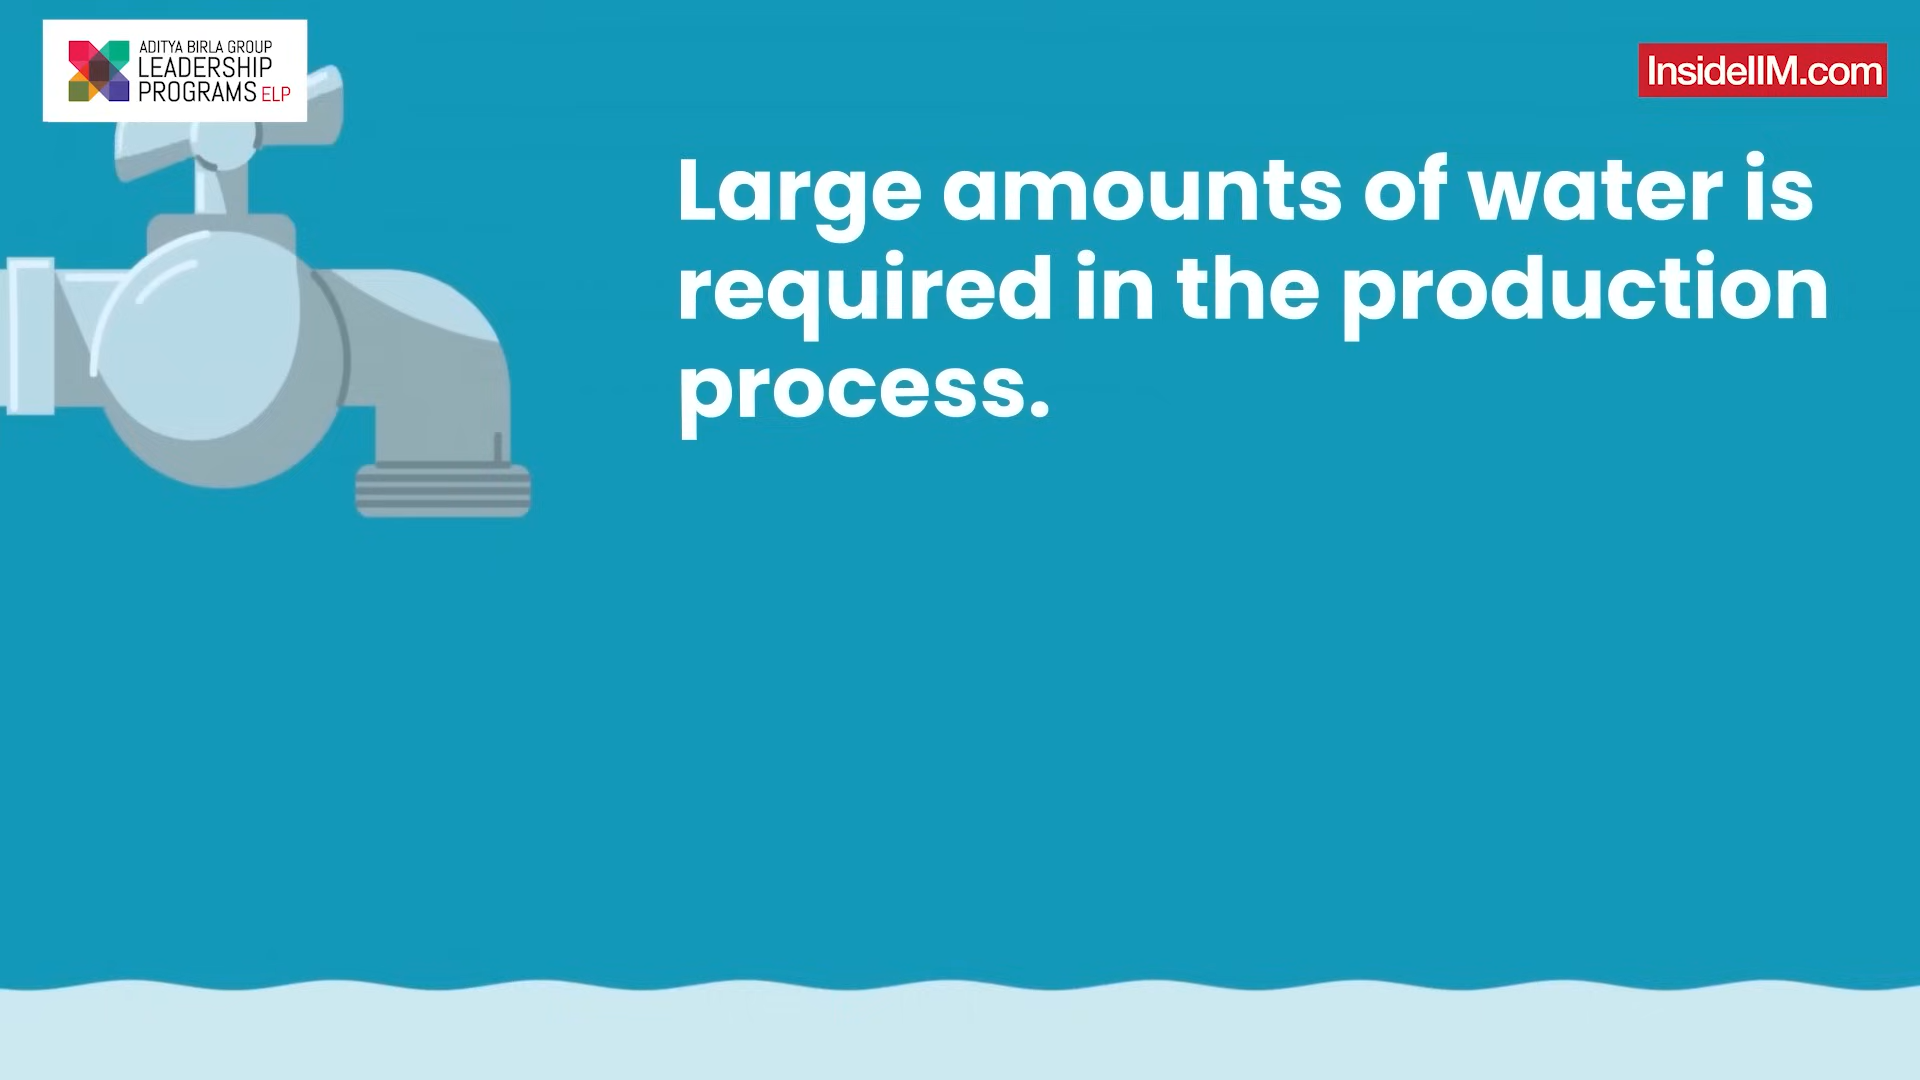 ADITYA BIRLA GROUP
LEADERSHIP
PROGRAMS ELP
InsideIIM.com
Large amounts of water is
required in the production
process.